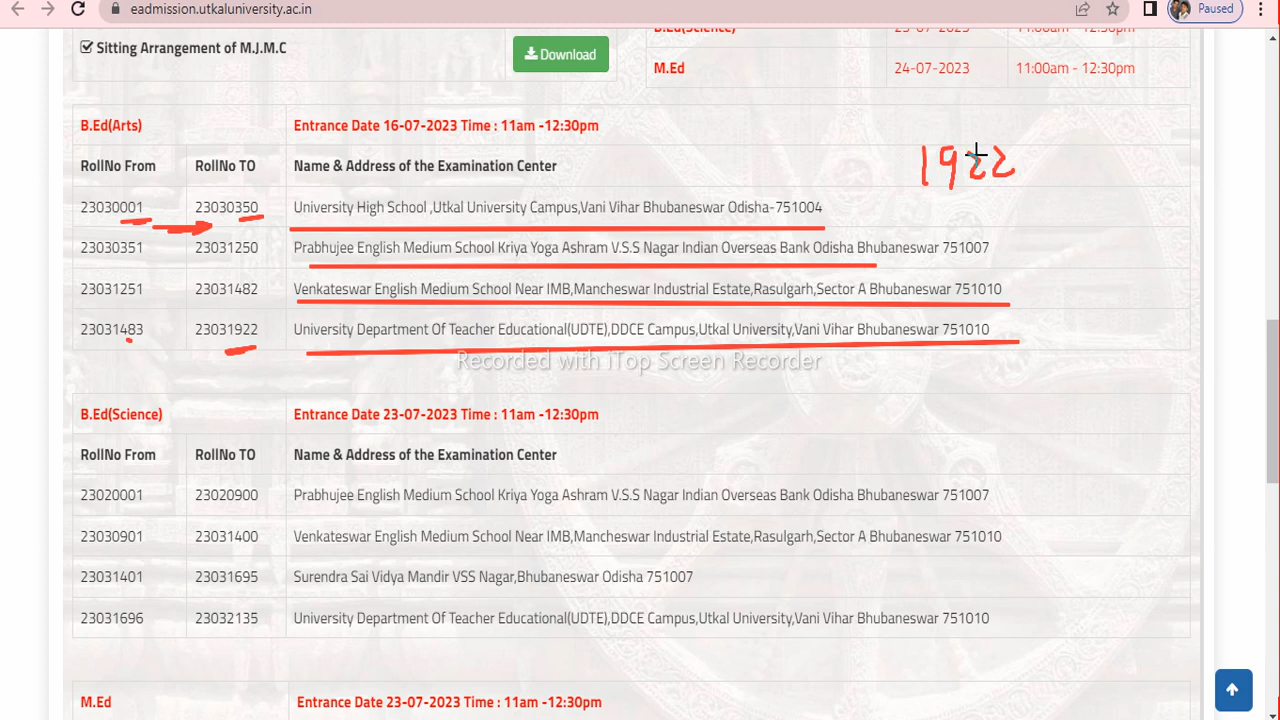 eadmission.utkaluniversity.ac.in
Paused
Sitting Arrangement of M.J.M.C
Download
B.Ed(Science) 23-07-2023 11:00am - 12:30pm
M.Ed 24-07-2023 11:00am - 12:30pm
B.Ed(Arts) Entrance Date 16-07-2023 Time : 11am -12:30pm
RollNo From RollNo TO Name & Address of the Examination Center
1922
23030001 23030350 University High School ,Utkal University Campus,Vani Vihar Bhubaneswar Odisha-751004
23030351 23031250 Prabhujee English Medium School Kriya Yoga Ashram V.S.S Nagar Indian Overseas Bank Odisha Bhubaneswar 751007
23031251 23031482 Venkateswar English Medium School Near IMB,Mancheswar Industrial Estate,Rasulgarh,Sector A Bhubaneswar 751010
23031483 23031922 University Department Of Teacher Educational(UDTE),DDCE Campus,Utkal University,Vani Vihar Bhubaneswar 751010
Recorded with iTop Screen Recorder
B.Ed(Science) Entrance Date 23-07-2023 Time : 11am -12:30pm
RollNo From RollNo TO Name & Address of the Examination Center
23020001 23020900 Prabhujee English Medium School Kriya Yoga Ashram V.S.S Nagar Indian Overseas Bank Odisha Bhubaneswar 751007
23030901 23031400 Venkateswar English Medium School Near IMB,Mancheswar Industrial Estate,Rasulgarh,Sector A Bhubaneswar 751010
23031401 23031695 Surendra Sai Vidya Mandir VSS Nagar,Bhubaneswar Odisha 751007
23031696 23032135 University Department Of Teacher Educational(UDTE),DDCE Campus,Utkal University,Vani Vihar Bhubaneswar 751010
M.Ed Entrance Date 23-07-2023 Time : 11am -12:30pm